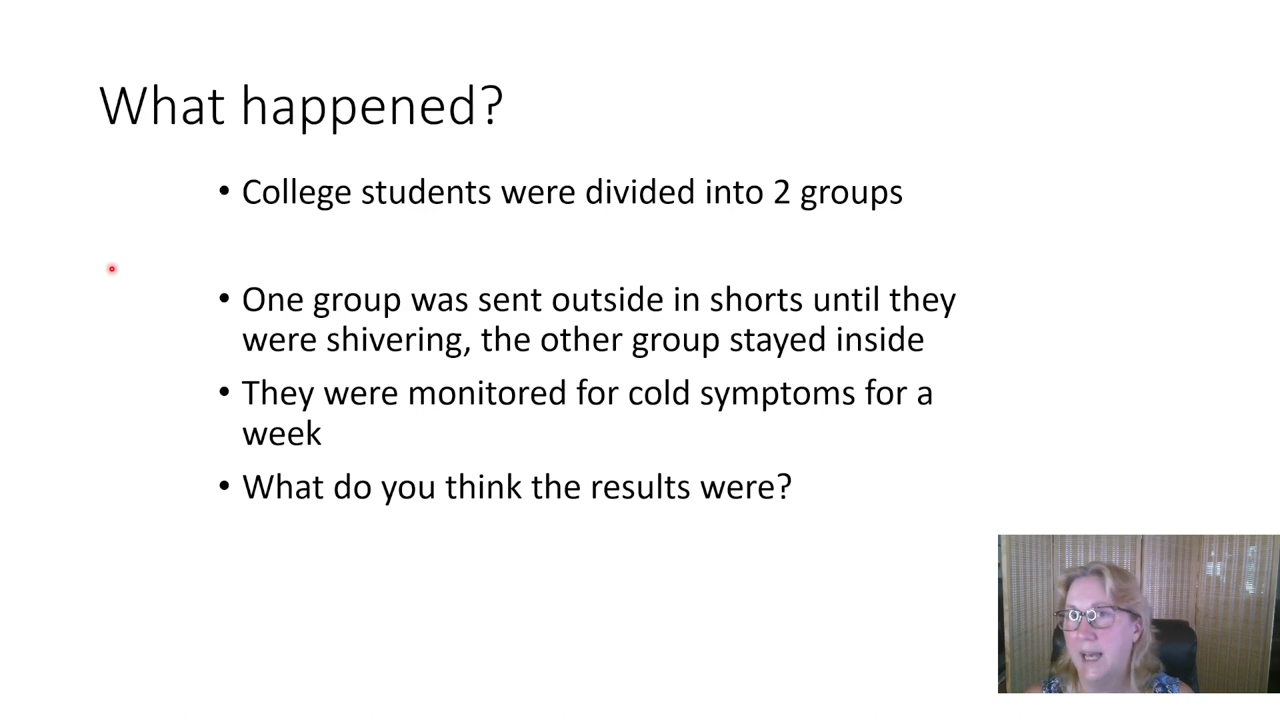 What happened?
• College students were divided into 2 groups
• One group was sent outside in shorts until they
were shivering, the other group stayed inside
• They were monitored for cold symptoms for a
week
• What do you think the results were?